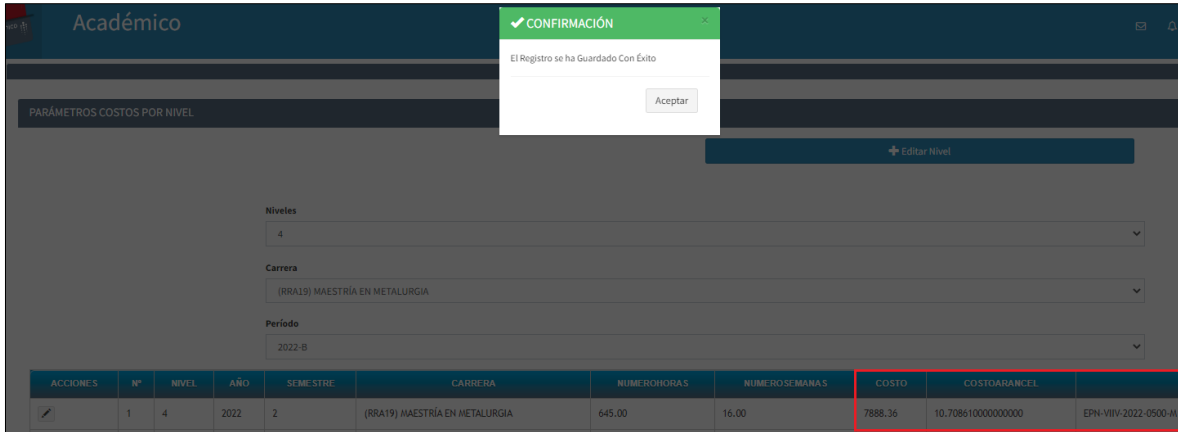 Académico
✔ CONFIRMACIÓN ×
El Registro se ha Guardado Con Éxito
Aceptar
PARÁMETROS COSTOS POR NIVEL
+ Editar Nivel
Niveles
4
Carrera
(RRA19) MAESTRÍA EN METALURGIA
Período
2022-B
ACCIONES N° NIVEL AÑO SEMESTRE CARRERA NUMEROHORAS NUMEROSEMANAS COSTO COSTOARANCEL
1 4 2022 2 (RRA19) MAESTRÍA EN METALURGIA 645.00 16.00 7888.36 10.708610000000000 EPN-VIIV-2022-0500-M